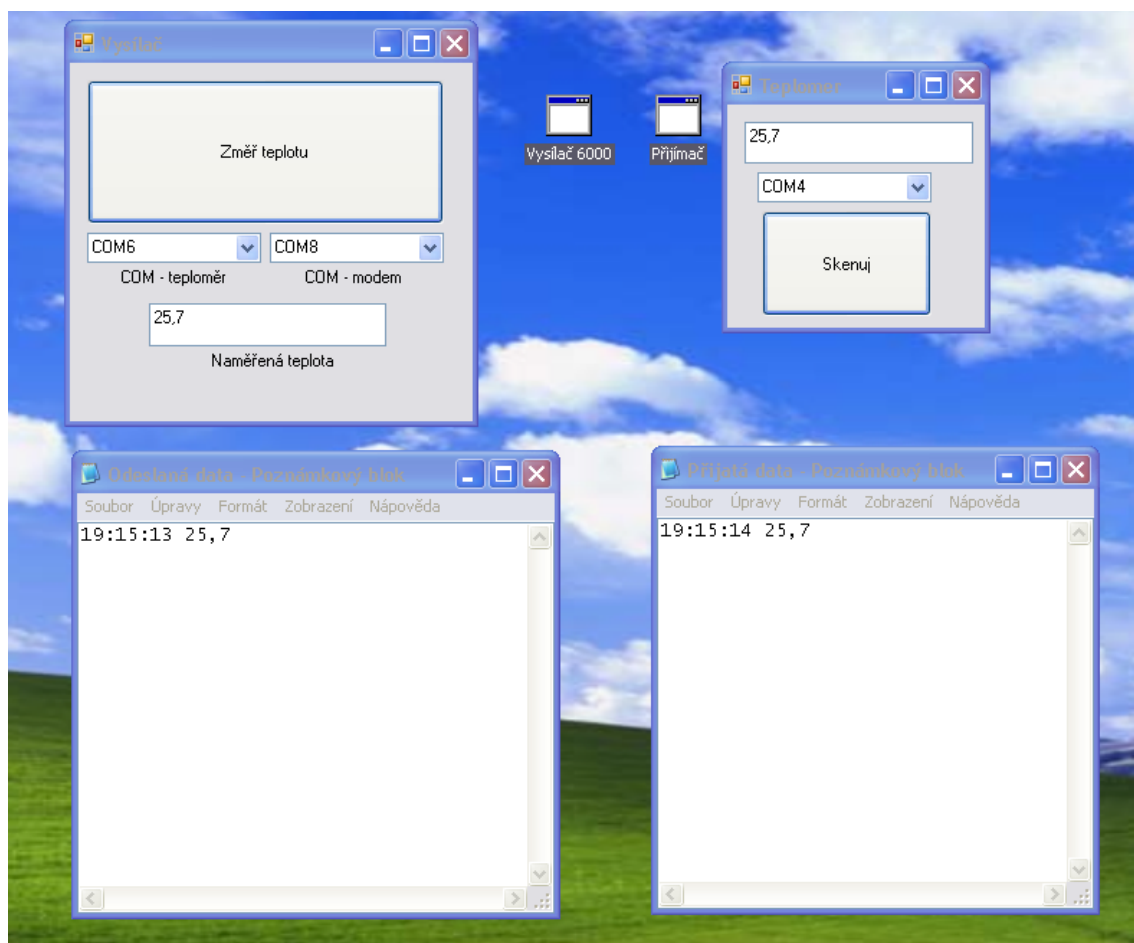 Vysílač
Změř teplotu
COM6
COM8
COM - teploměr
COM - modem
25,7
Naměřená teplota
Vysílač 6000
Přijímač
Teplomer
25,7
COM4
Skenuj
Odeslaná data - Poznámkový blok
Soubor Úpravy Formát Zobrazení Nápověda
19:15:13 25,7
Přijatá data - Poznámkový blok
Soubor Úpravy Formát Zobrazení Nápověda
19:15:14 25,7